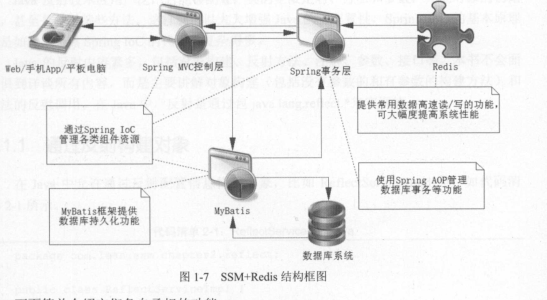 Web/手机App/平板电脑
Spring MVC控制层
Spring事务层
Redis
提供常用数据高速读/写的功能，
可大幅度提高系统性能
通过Spring IoC
管理各类组件资源
使用Spring AOP管理
数据库事务等功能
MyBatis框架提供
数据库持久化功能
MyBatis
数据库系统
图 1-7 SSM+Redis 结构框图